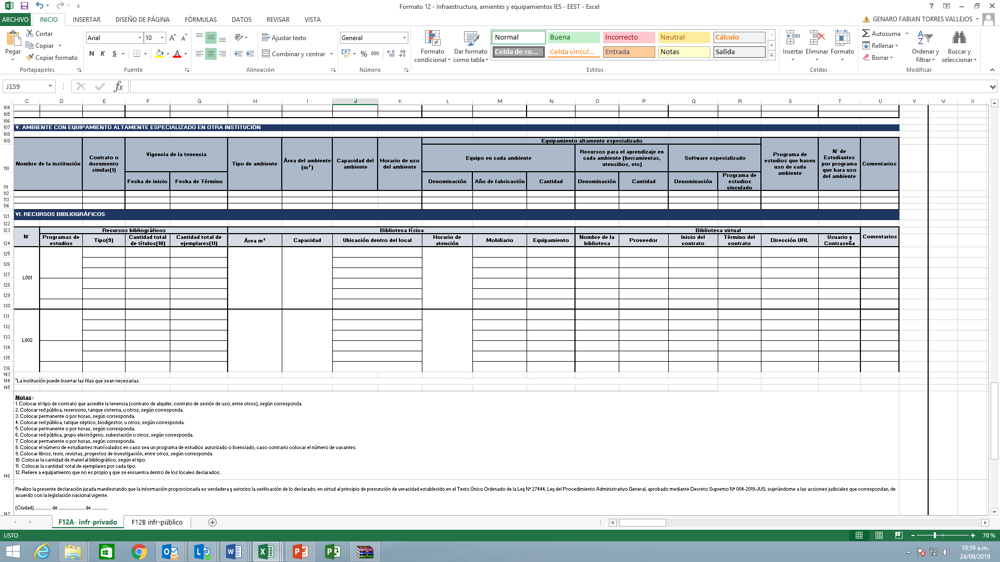 Formato 12 - Infraestructura, amientes y equipamientos IES - EEST - Excel
ARCHIVO INICIO INSERTAR DISEÑO DE PÁGINA FÓRMULAS DATOS REVISAR VISTA GENARO FABIAN TORRES VALLEJOS
Cortar
Copiar
Copiar formato
Pegar
Portapapeles
Arial 10
N K S
Fuente
Ajustar texto
Combinar y centrar
Alineación
General
% 000
Número
Formato condicional
Dar formato como tabla
Normal Buena Incorrecto Neutral Cálculo
Celda de co... Celda vincul... Entrada Notas Salida
Estilos
Insertar Eliminar Formato
Celdas
Autosuma
Rellenar
Borrar
Ordenar y filtrar
Buscar y seleccionar
Modificar
J159
fx
C D E F G H I J K L M N O P Q R S T U V W X
104
105
106
107 V. AMBIENTE CON EQUIPAMIENTO ALTAMENTE ESPECIALIZADO EN OTRA INSTITUCIÓN
108
109 Equipamiento altamente especializado
110 Nombre de la institución
Contrato o documento similar(1)
Vigencia de la tenencia
Tipo de ambiente
Área del ambiente (m²)
Capacidad del ambiente
Horario de uso del ambiente
Equipo en cada ambiente
Recursos para el aprendizaje en cada ambiente (herramientas, utensilios, etc)
Software especializado
Programa de estudios que hacen uso de cada ambiente
N° de Estudiantes por programa que hara uso del ambiente
Comentarios
111 Fecha de inicio Fecha de Término Denominación Año de fabricación Cantidad Denominación Cantidad Denominación Programa de estudios vinculado
112
113
114
121 VI. RECURSOS BIBLIOGRÁFICOS
122
123 N° Recursos bibliográficos Biblioteca física Biblioteca virtual Comentarios
124 Programas de estudios Tipo(9) Cantidad total de títulos(10) Cantidad total de ejemplares(11) Área m² Capacidad Ubicación dentro del local Horario de atención Mobiliario Equipamiento Nombre de la biblioteca Proveedor Inicio del contrato Término del contrato Dirección URL Usuario y Contraseña
125
126
127
L001
128
129
130
131
132
133
L002
134
135
136
143
144 *La institución puede insertar las filas que sean necesarias.
145
Notas:
1. Colocar el tipo de contrato que acredite la tenencia (contrato de alquiler, contrato de sesión de uso, entre otros), según corresponda.
2. Colocar red pública, reservorio, tanque cisterna, u otros, según corresponda.
3. Colocar permanente o por horas, según corresponda.
4. Colocar red pública, tanque séptico, biodigestor, u otros, según corresponda.
5. Colocar permanente o por horas, según corresponda.
6. Colocar red pública, grupo electrógeno, subestación u otros, según corresponda.
7. Colocar permanente o por horas, según corresponda.
8. Colocar el número de estudiantes matrículados en caso sea un programa de estudios autorizado o licenciado, caso contrario colocar el número de vacantes.
9. Colocar libros, tesis, revistas, proyectos de investigación, entre otros, según corresponda.
10. Colocar la cantidad de materíal bibliográfico, según el tipo.
11. Colocar la cantidad total de ejemplares por cada tipo.
12. Refiere a equipamiento que no es propio y que se encuentra dentro de los locales declarados.
146
Realizo la presente declaración jurada manifestando que la información proporcionada es verdadera y autorizo la verificación de lo declarado, en virtud al principio de presunción de veracidad establecido en el Texto Único Ordenado de la Ley Nº 27444, Ley del Procedimiento Administrativo General, aprobado mediante Decreto Supremo Nº 004-2019-JUS; sujetándome a las acciones judiciales que correspondan, de
acuerdo con la legislación nacional vigente.
(Ciudad), .............. de ...................... de ..............
147
F12A- infr-privado F12B infr-público
LISTO 70 %
10:59 a.m.
24/09/2019